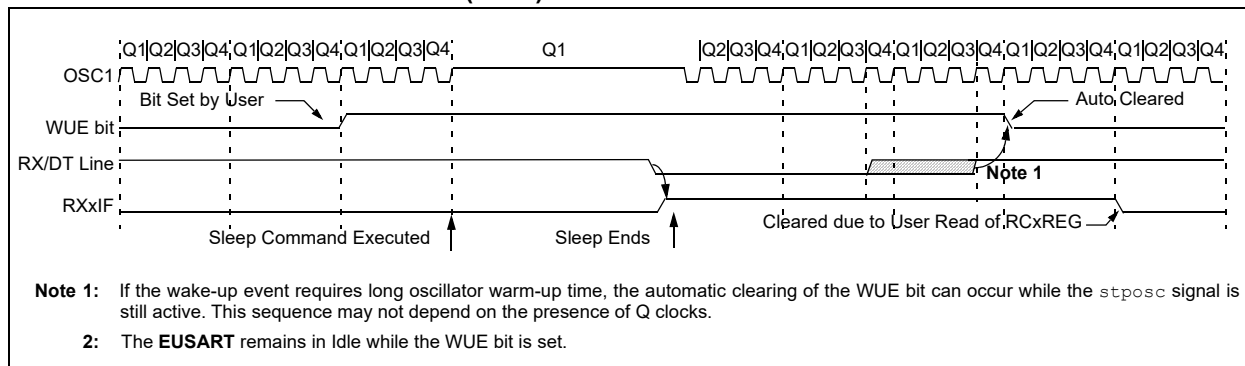 Q1|Q2|Q3|Q4|Q1|Q2|Q3|Q4|Q1|Q2|Q3|Q4 Q1 |Q2|Q3|Q4|Q1|Q2|Q3|Q4|Q1|Q2|Q3|Q4|Q1|Q2|Q3|Q4|Q1|Q2|Q3|Q4
OSC1
Bit Set by User Auto Cleared
WUE bit
RX/DT Line
Note 1
RXxIF
Cleared due to User Read of RCxREG
Sleep Command Executed Sleep Ends
Note 1: If the wake-up event requires long oscillator warm-up time, the automatic clearing of the WUE bit can occur while the stposc signal is
still active. This sequence may not depend on the presence of Q clocks.
2: The EUSART remains in Idle while the WUE bit is set.